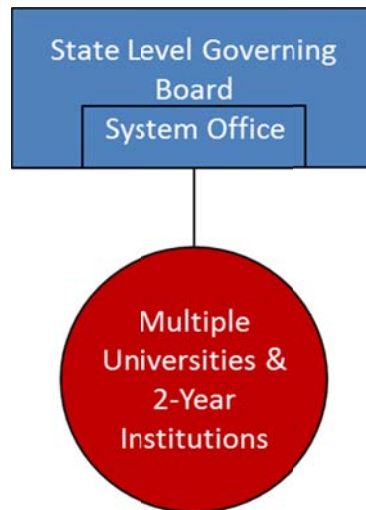 State Level Governing
Board
System Office
Multiple
Universities &
2-Year
Institutions